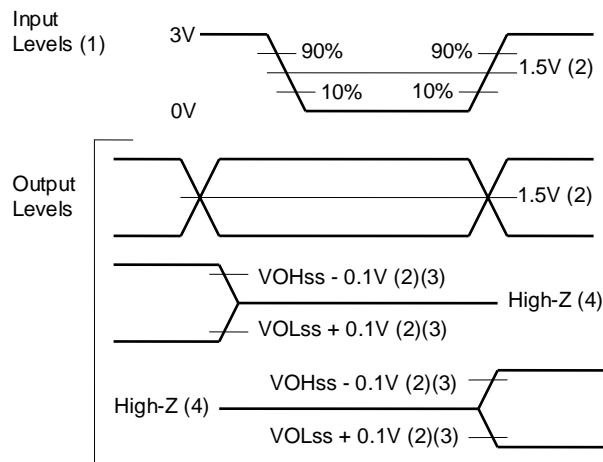 Input
Levels (1)
3V
90%
90%
1.5V (2)
10%
10%
0V
Output
Levels
1.5V (2)
VOHss - 0.1V (2)(3)
High-Z (4)
VOLss + 0.1V (2)(3)
VOHss - 0.1V (2)(3)
High-Z (4)
VOLss + 0.1V (2)(3)